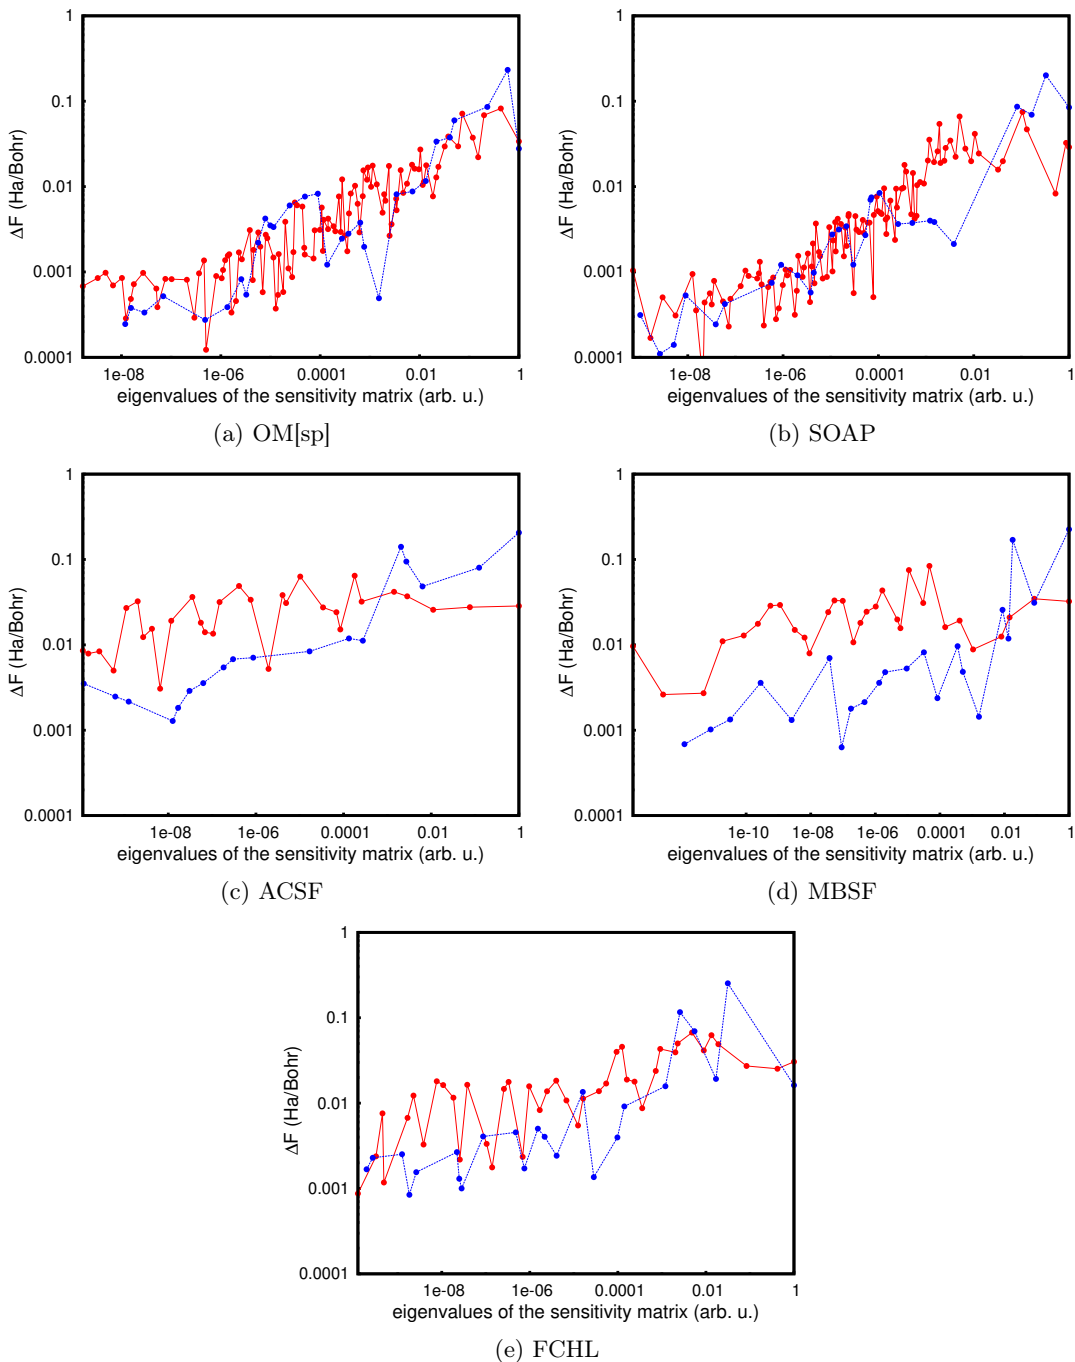 1
0.1
0.01
0.001
0.0001
ΔF (Ha/Bohr)
1e-08 1e-06 0.0001 0.01 1
eigenvalues of the sensitivity matrix (arb. u.)
(a) OM[sp]
1
0.1
0.01
0.001
0.0001
ΔF (Ha/Bohr)
1e-08 1e-06 0.0001 0.01 1
eigenvalues of the sensitivity matrix (arb. u.)
(b) SOAP
1
0.1
0.01
0.001
0.0001
ΔF (Ha/Bohr)
1e-08 1e-06 0.0001 0.01 1
eigenvalues of the sensitivity matrix (arb. u.)
(c) ACSF
1
0.1
0.01
0.001
0.0001
ΔF (Ha/Bohr)
1e-10 1e-08 1e-06 0.0001 0.01 1
eigenvalues of the sensitivity matrix (arb. u.)
(d) MBSF
1
0.1
0.01
0.001
0.0001
ΔF (Ha/Bohr)
1e-08 1e-06 0.0001 0.01 1
eigenvalues of the sensitivity matrix (arb. u.)
(e) FCHL